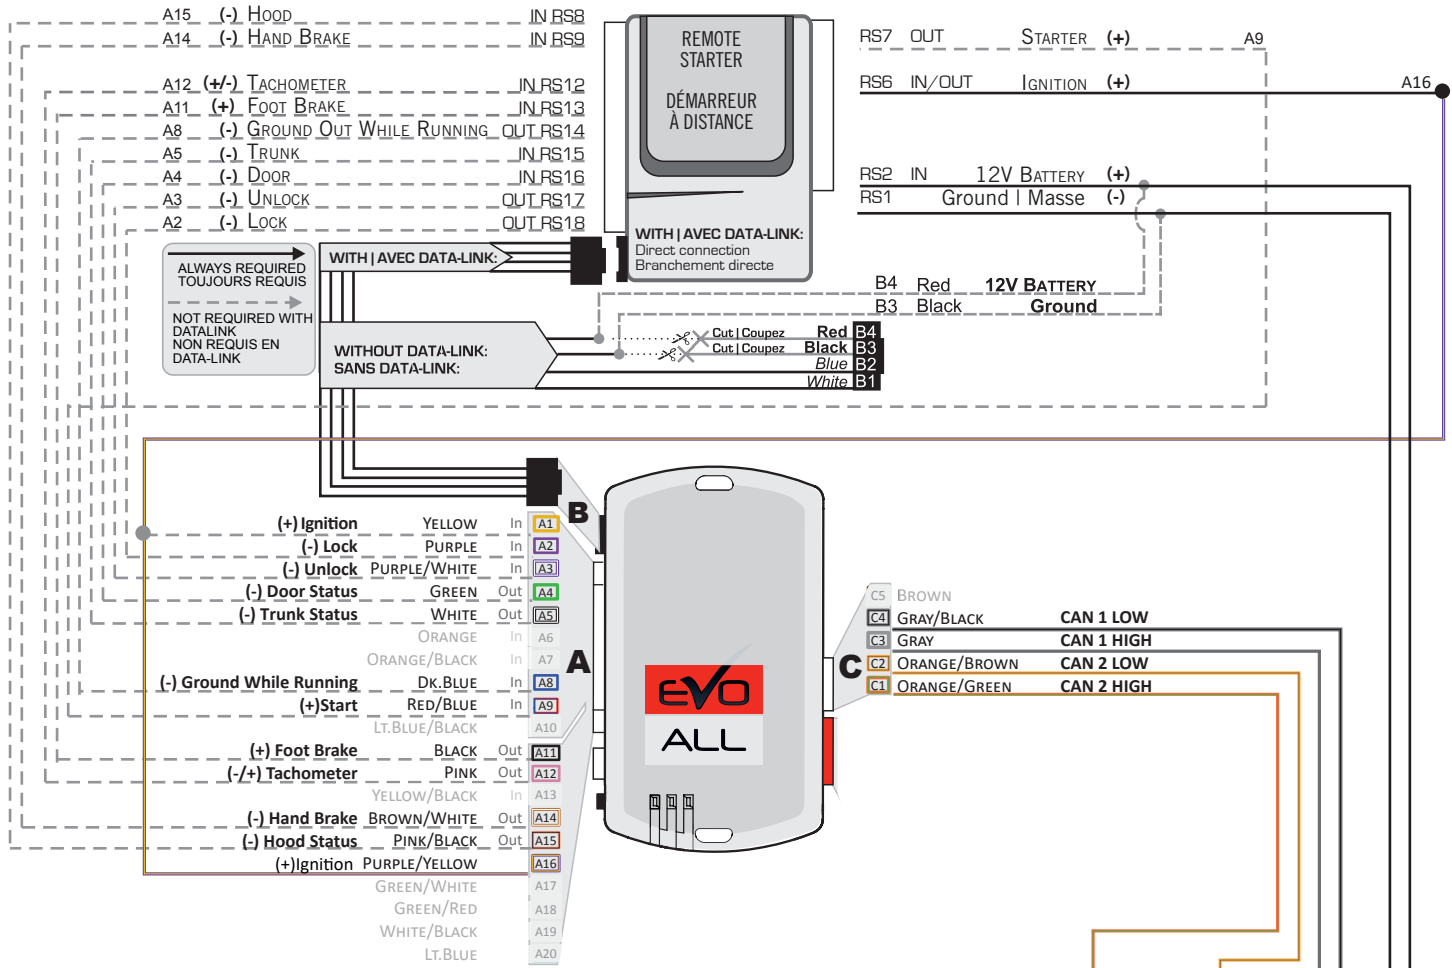 A15 (-) HOOD IN RS8
A14 (-) HAND BRAKE IN RS9
A12 (+/-) TACHOMETER IN RS12
A11 (+) FOOT BRAKE IN RS13
A8 (-) GROUND OUT WHILE RUNNING OUT RS14
A5 (-) TRUNK IN RS15
A4 (-) DOOR IN RS16
A3 (-) UNLOCK OUT RS17
A2 (-) LOCK OUT RS18
REMOTE
STARTER
DÉMARREUR
À DISTANCE
WITH | AVEC DATA-LINK:
Direct connection
Branchement directe
RS7 OUT STARTER (+) A9
RS6 IN/OUT IGNITION (+) A16
RS2 IN 12V BATTERY (+)
RS1 Ground | Masse (-)
ALWAYS REQUIRED
TOUJOURS REQUIS
NOT REQUIRED WITH
DATALINK
NON REQUIS EN
DATA-LINK
WITH | AVEC DATA-LINK:
B4 Red 12V BATTERY
B3 Black Ground
WITHOUT DATA-LINK:
SANS DATA-LINK:
Cut | Coupez Red B4
Cut | Coupez Black B3
Blue B2
White B1
B
(+) Ignition YELLOW In A1
(-) Lock PURPLE In A2
(-) Unlock PURPLE/WHITE In A3
(-) Door Status GREEN Out A4
(-) Trunk Status WHITE Out A5
ORANGE In A6
ORANGE/BLACK In A7
A
(-) Ground While Running DK.BLUE In A8
(+)Start RED/BLUE In A9
LT.BLUE/BLACK A10
(+) Foot Brake BLACK Out A11
(-/+) Tachometer PINK Out A12
YELLOW/BLACK In A13
(-) Hand Brake BROWN/WHITE Out A14
(-) Hood Status PINK/BLACK Out A15
(+)Ignition PURPLE/YELLOW A16
GREEN/WHITE A17
GREEN/RED A18
WHITE/BLACK A19
LT.BLUE A20
EVO
ALL
C
C5 BROWN
C4 GRAY/BLACK CAN 1 LOW
C3 GRAY CAN 1 HIGH
C2 ORANGE/BROWN CAN 2 LOW
C1 ORANGE/GREEN CAN 2 HIGH